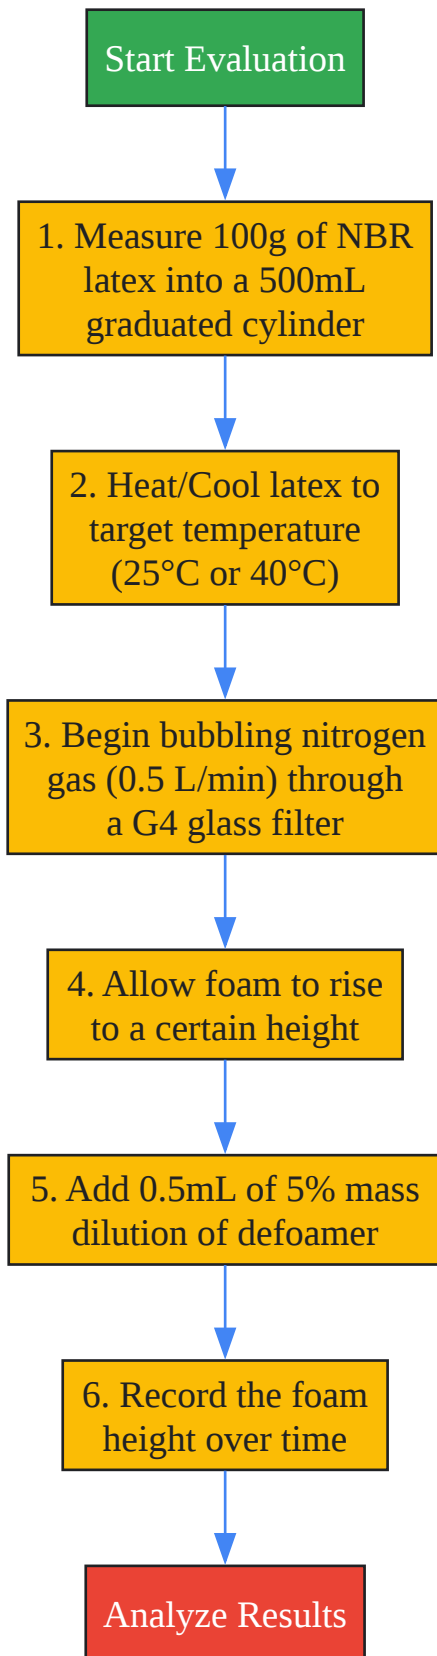 Start Evaluation
1. Measure 100g of NBR
latex into a 500mL
graduated cylinder
2. Heat/Cool latex to
target temperature
(25°C or 40°C)
3. Begin bubbling nitrogen
gas (0.5 L/min) through
a G4 glass filter
4. Allow foam to rise
to a certain height
5. Add 0.5mL of 5% mass
dilution of defoamer
6. Record the foam
height over time
Analyze Results